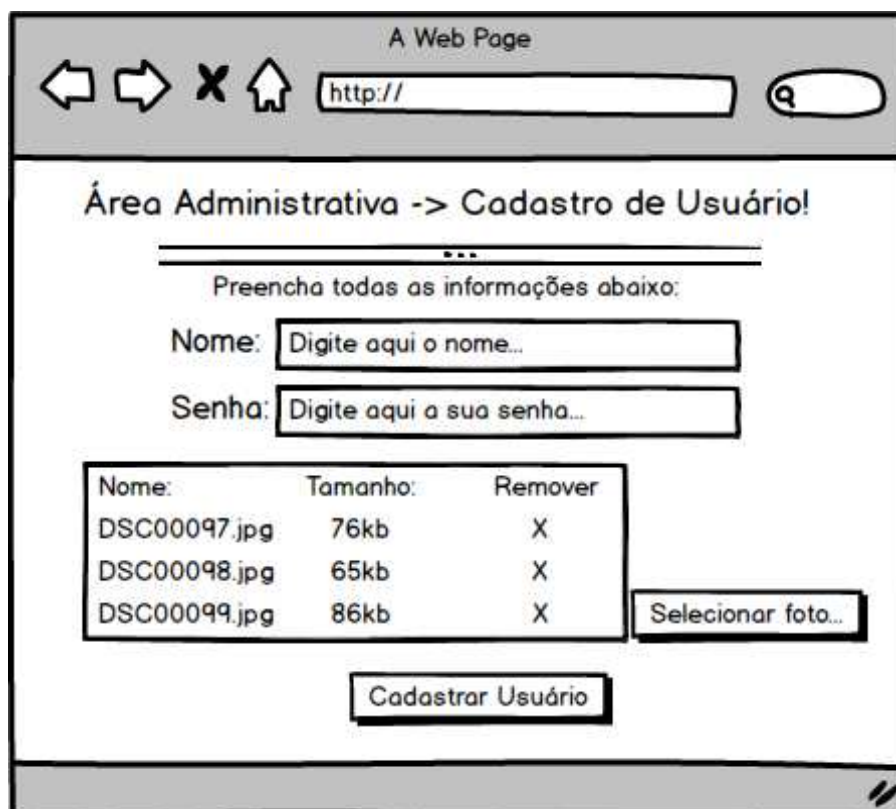 A Web Page
http://
Área Administrativa -> Cadastro de Usuário!
Preencha todas as informações abaixo:
Nome: Digite aqui o nome...
Senha: Digite aqui a sua senha...
Nome: Tamanho: Remover
DSC00097.jpg 76kb X
DSC00098.jpg 65kb X
DSC00099.jpg 86kb X
Selecionar foto...
Cadastrar Usuário